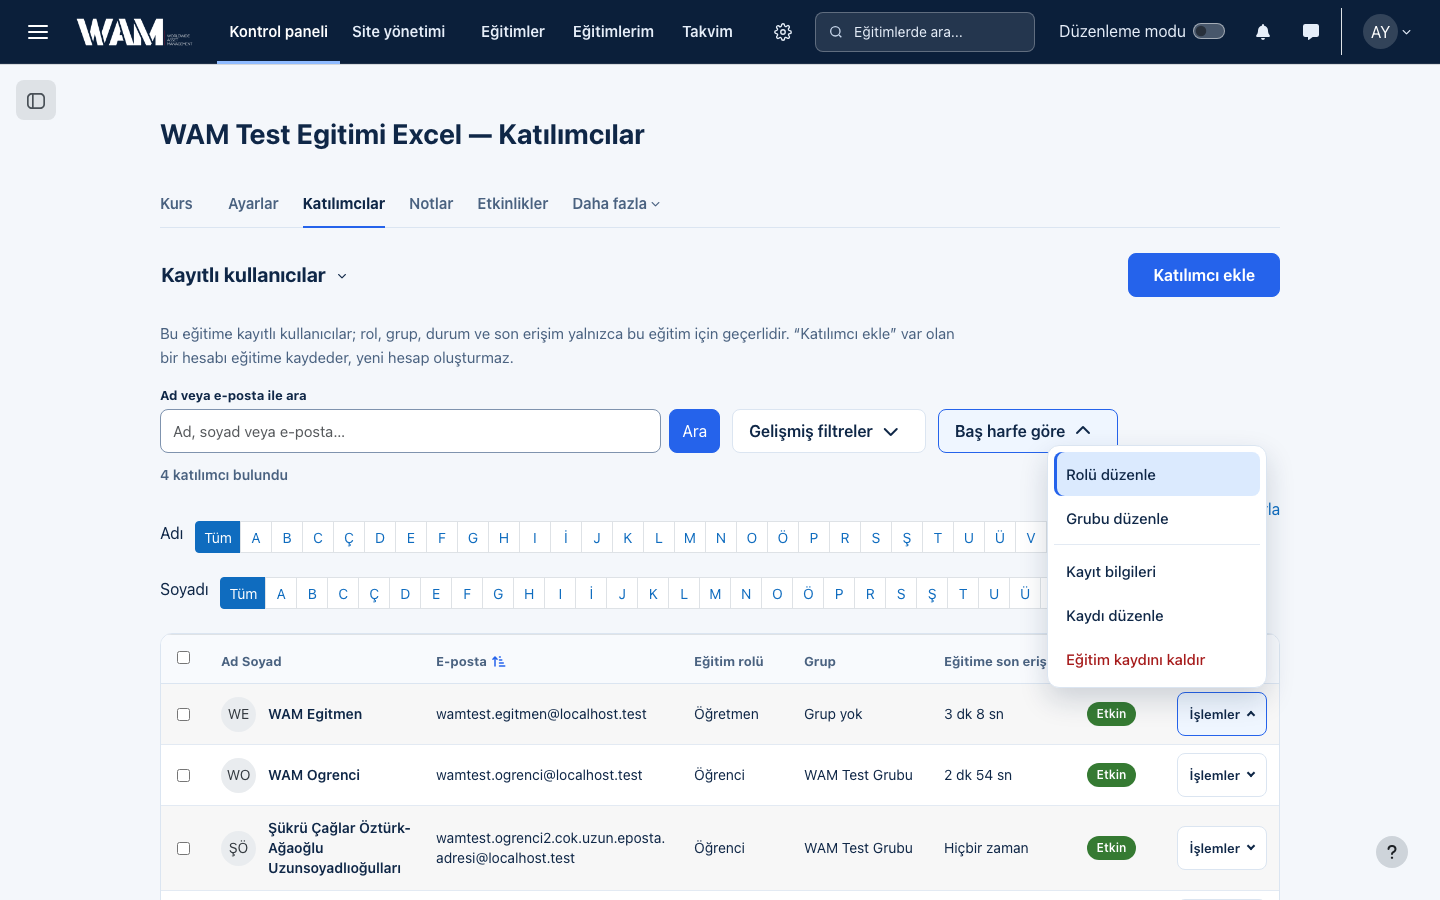 WAM
Kontrol paneli
Site yönetimi
Eğitimler
Eğitimlerim
Takvim
Eğitimlerde ara...
Düzenleme modu
AY
WAM Test Egitimi Excel — Katılımcılar
Kurs
Ayarlar
Katılımcılar
Notlar
Etkinlikler
Daha fazla
Kayıtlı kullanıcılar
Katılımcı ekle
Bu eğitime kayıtlı kullanıcılar; rol, grup, durum ve son erişim yalnızca bu eğitim için geçerlidir. “Katılımcı ekle” var olan
bir hesabı eğitime kaydeder, yeni hesap oluşturmaz.
Ad veya e-posta ile ara
Ad, soyad veya e-posta...
Ara
Gelişmiş filtreler
Baş harfe göre
4 katılımcı bulundu
Rolü düzenle
Grubu düzenle
Kayıt bilgileri
Kaydı düzenle
Eğitim kaydını kaldır
Adı Tüm A B C Ç D E F G H I İ J K L M N O Ö P R S Ş T U Ü V
Soyadı Tüm A B C Ç D E F G H I İ J K L M N O Ö P R S Ş T U Ü
Ad Soyad E-posta Eğitim rolü Grup Eğitime son eriş
WE WAM Egitmen wamtest.egitmen@localhost.test Öğretmen Grup yok 3 dk 8 sn Etkin İşlemler
WO WAM Ogrenci wamtest.ogrenci@localhost.test Öğrenci WAM Test Grubu 2 dk 54 sn Etkin İşlemler
ŞÖ
Şükrü Çağlar Öztürk-
Ağaoğlu
Uzunsoyadlıoğulları
wamtest.ogrenci2.cok.uzun.eposta.
adresi@localhost.test
Öğrenci WAM Test Grubu Hiçbir zaman Etkin İşlemler
?